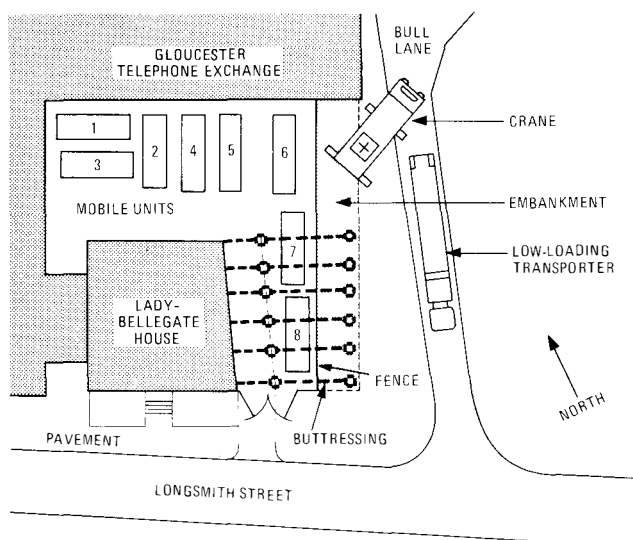 BULL
LANE
GLOUCESTER
TELEPHONE EXCHANGE
CRANE
1
2
4
5
6
3
MOBILE UNITS
EMBANKMENT
LOW-LOADING
TRANSPORTER
7
LADY-
BELLEGATE
HOUSE
8
FENCE
NORTH
PAVEMENT
BUTTRESSING
LONGSMITH STREET